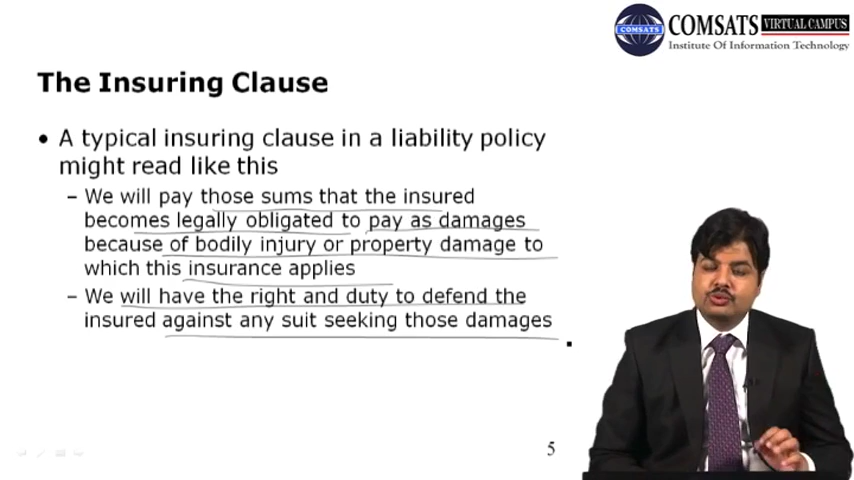 COMSATS VIRTUAL CAMPUS
COMSATS
Institute Of Information Technology
The Insuring Clause
• A typical insuring clause in a liability policy
might read like this
– We will pay those sums that the insured
becomes legally obligated to pay as damages
because of bodily injury or property damage to
which this insurance applies
– We will have the right and duty to defend the
insured against any suit seeking those damages
5